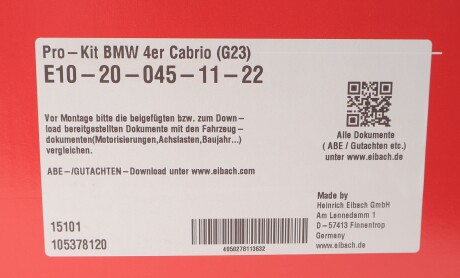 Pro-Kit BMW 4er Cabrio (G23)
E10-20-045-11-22
Vor Montage bitte die beigefügten bzw. zum Down-
load bereitgestellten Dokumente mit den Fahrzeug-
dokumenten(Motorisierungen,Achslasten,Baujahr...)
vergleichen.
ABE-/GUTACHTEN-Download unter www.eibach.com
Alle Dokumente
( ABE / Gutachten etc.)
unter www.eibach.de
15101
105378120
4050278113632
Made by
Heinrich Eibach GmbH
Am Lennedamm 1
D-57413 Finnentrop
Germany
www.eibach.de